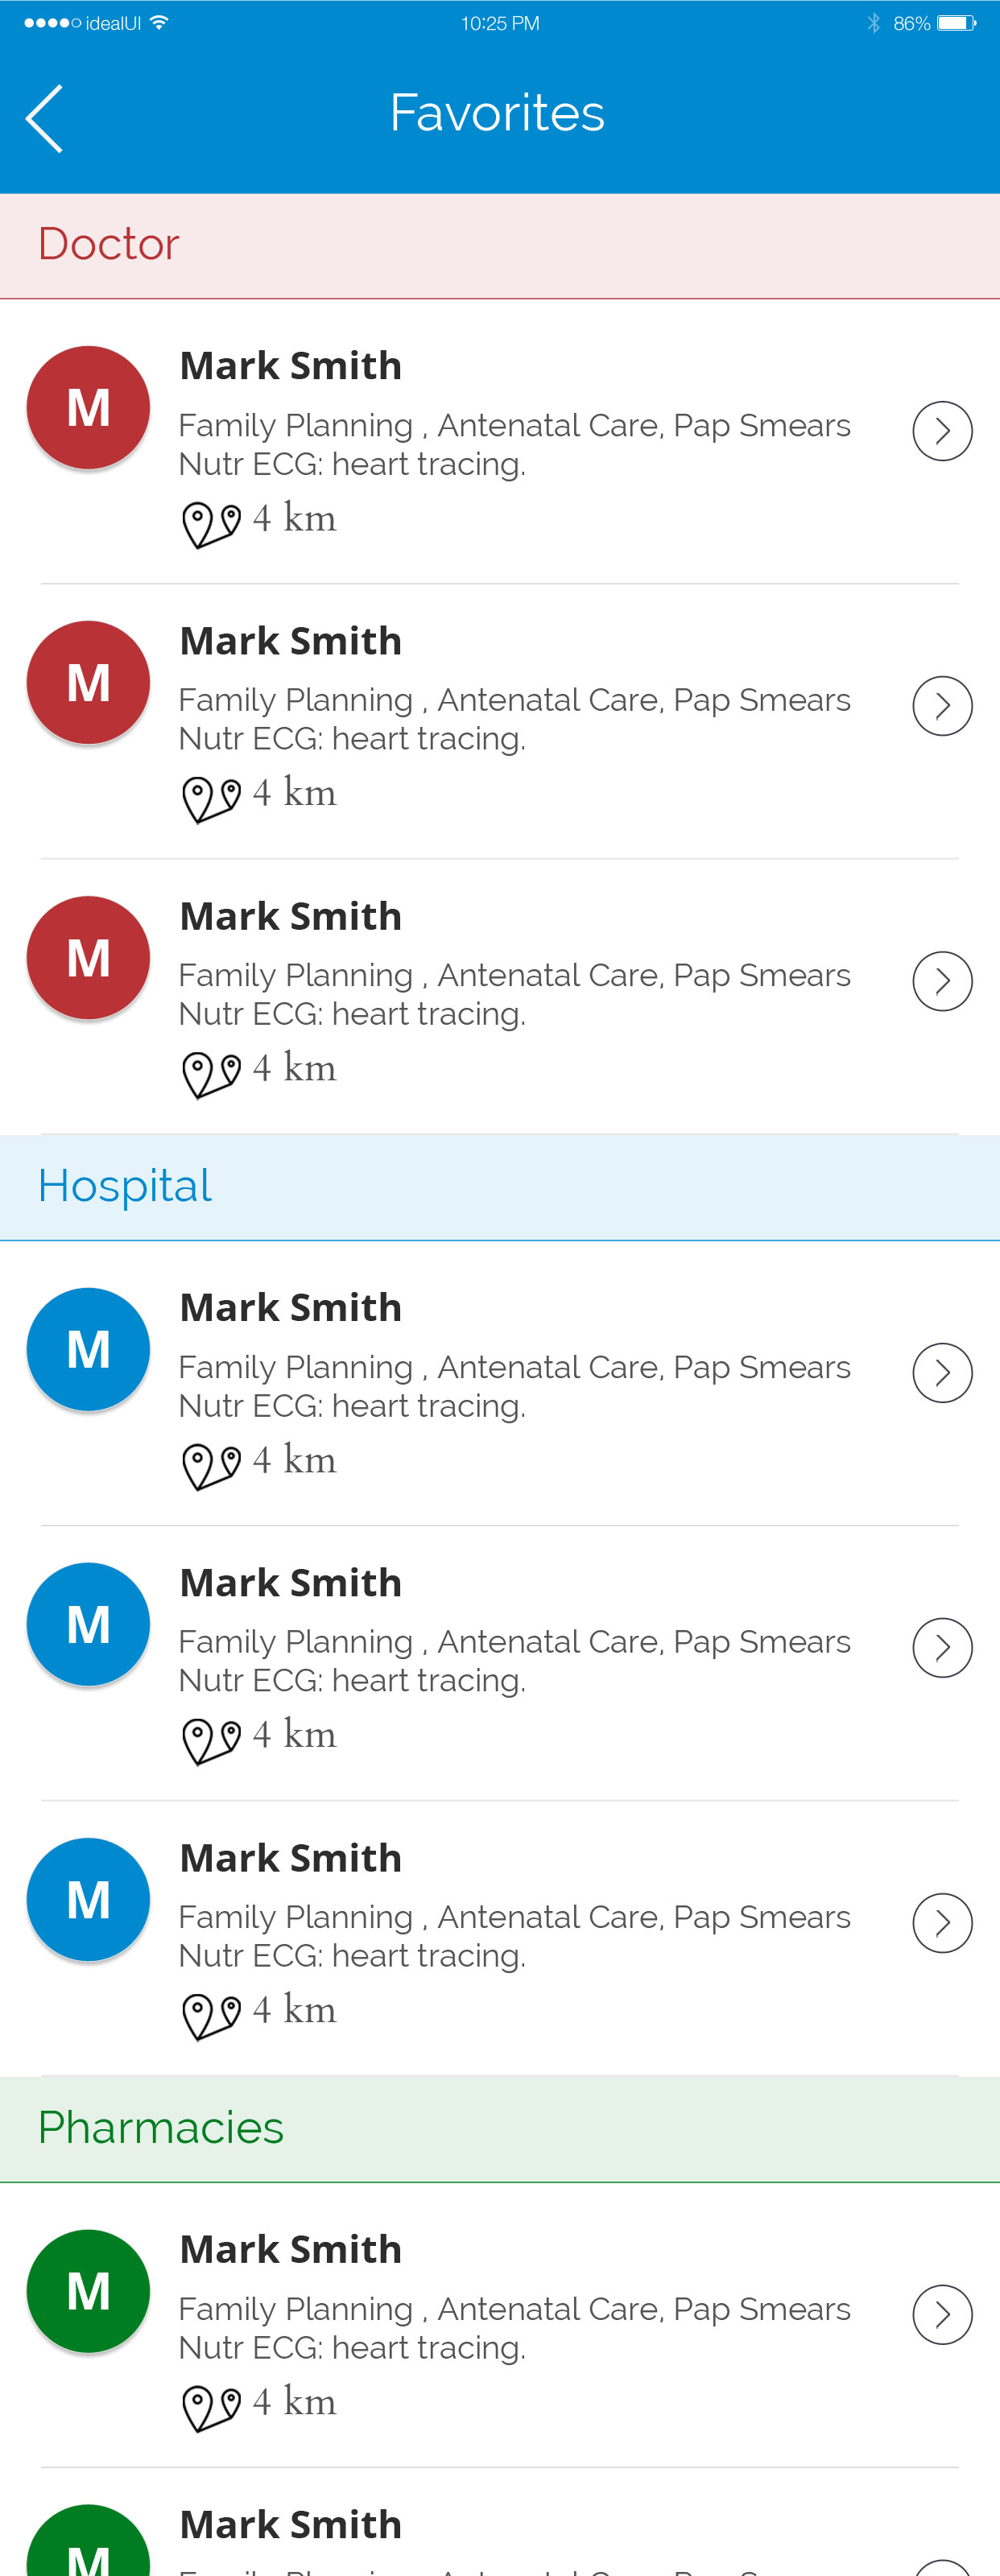 idealUI 10:25 PM 86%
Favorites
Doctor
M
Mark Smith
Family Planning , Antenatal Care, Pap Smears
Nutr ECG: heart tracing.
4 km
M
Mark Smith
Family Planning , Antenatal Care, Pap Smears
Nutr ECG: heart tracing.
4 km
M
Mark Smith
Family Planning , Antenatal Care, Pap Smears
Nutr ECG: heart tracing.
4 km
Hospital
M
Mark Smith
Family Planning , Antenatal Care, Pap Smears
Nutr ECG: heart tracing.
4 km
M
Mark Smith
Family Planning , Antenatal Care, Pap Smears
Nutr ECG: heart tracing.
4 km
M
Mark Smith
Family Planning , Antenatal Care, Pap Smears
Nutr ECG: heart tracing.
4 km
Pharmacies
M
Mark Smith
Family Planning , Antenatal Care, Pap Smears
Nutr ECG: heart tracing.
4 km
M
Mark Smith